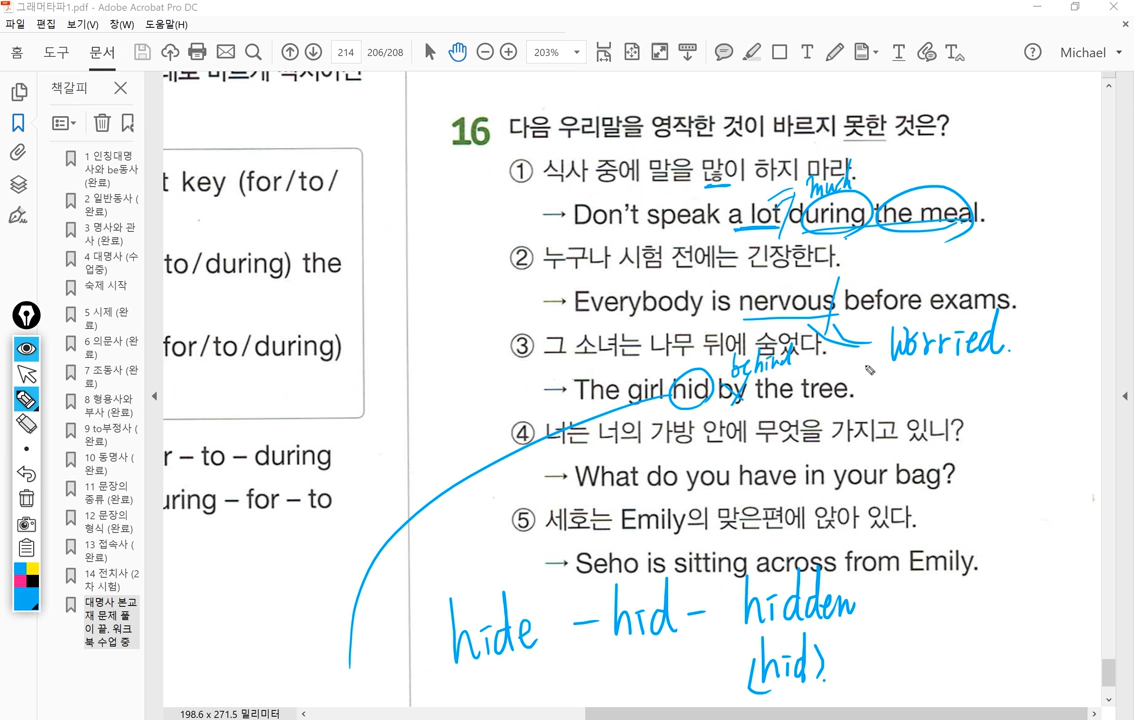 그래머타파1.pdf - Adobe Acrobat Pro DC
파일 편집 보기(V) 창(W) 도움말(H)
홈 도구 문서 214 206/208 203% Michael
책갈피
1 인칭대명
사와 be동사
(완료)
2 일반동사 (
완료)
3 명사와 관
사 (완료)
4 대명사 (수
업중)
숙제 시작
5 시제 (완
료)
6 의문사 (완
료)
7 조동사 (완
료)
8 형용사와
부사 (완료)
9 to부정사 (
완료)
10 동명사 (
완료)
11 문장의
종류 (완료)
12 문장의
형식 (완료)
13 접속사 (
완료)
14 전치사 (2
차 시험)
대명사 본교
재 문제 풀
이 끝. 워크
북 수업 중
t key (for/to/
to/during) the
for/to/during)
r – to – during
uring – for – to
16 다음 우리말을 영작한 것이 바르지 못한 것은?
① 식사 중에 말을 많이 하지 마라.
much
→ Don't speak a lot during the meal.
② 누구나 시험 전에는 긴장한다.
→ Everybody is nervous before exams.
worried.
③ 그 소녀는 나무 뒤에 숨었다.
behind
→ The girl hid by the tree.
④ 너는 너의 가방 안에 무엇을 가지고 있니?
→ What do you have in your bag?
⑤ 세호는 Emily의 맞은편에 앉아 있다.
→ Seho is sitting across from Emily.
hide – hid – hidden
(hid).
198.6 x 271.5 밀리미터